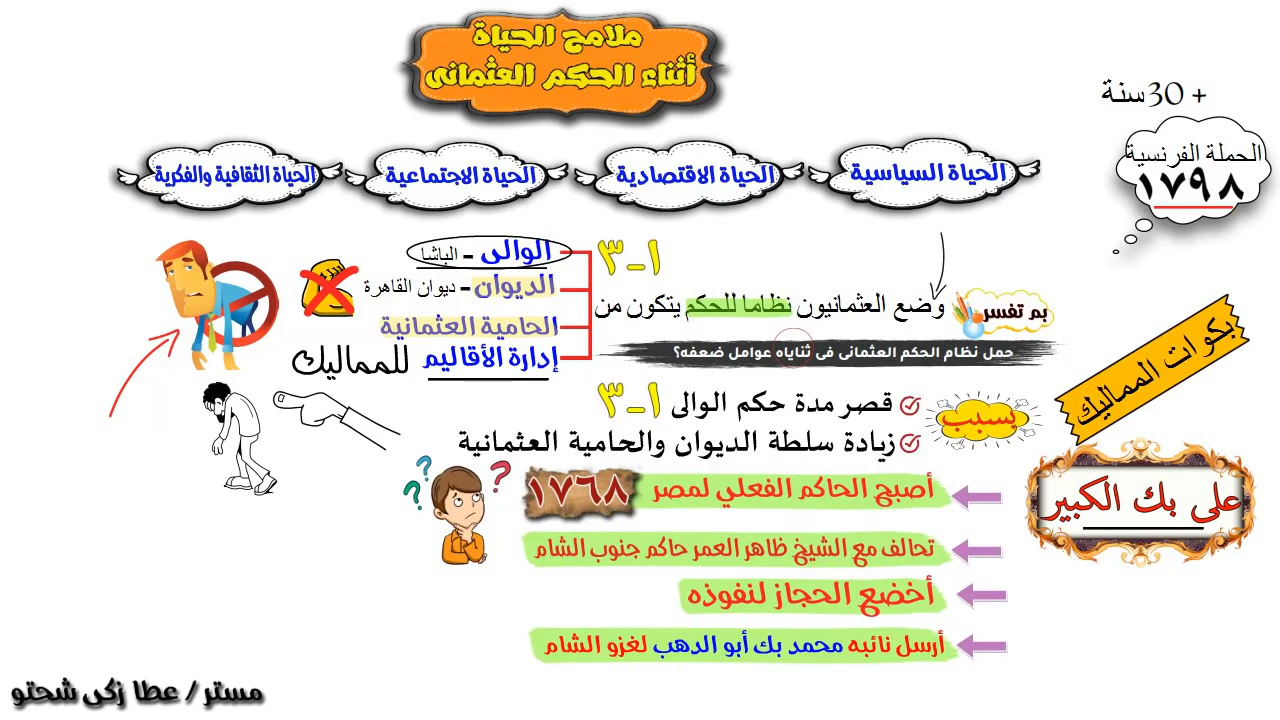 ملامح الحياة
أثناء الحكم العثمانى
+ 30 سنة
الحملة الفرنسية
١٧٩٨
الحياة السياسية
الحياة الاقتصادية
الحياة الاجتماعية
الحياة الثقافية والفكرية
بم تفسر
وضع العثمانيون نظاما للحكم يتكون من
١-٣
الوالى - الباشا
الديوان - ديوان القاهرة
الحامية العثمانية
إدارة الأقاليم للمماليك
حمل نظام الحكم العثمانى فى ثناياه عوامل ضعفه؟
بسبب
قصر مدة حكم الوالى ١-٣
زيادة سلطة الديوان والحامية العثمانية
بكوات المماليك
على بك الكبير
أصبح الحاكم الفعلي لمصر ١٧٦٨
تحالف مع الشيخ ظاهر العمر حاكم جنوب الشام
أخضع الحجاز لنفوذه
أرسل نائبه محمد بك أبو الدهب لغزو الشام
مستر / عطا زكى شحتو